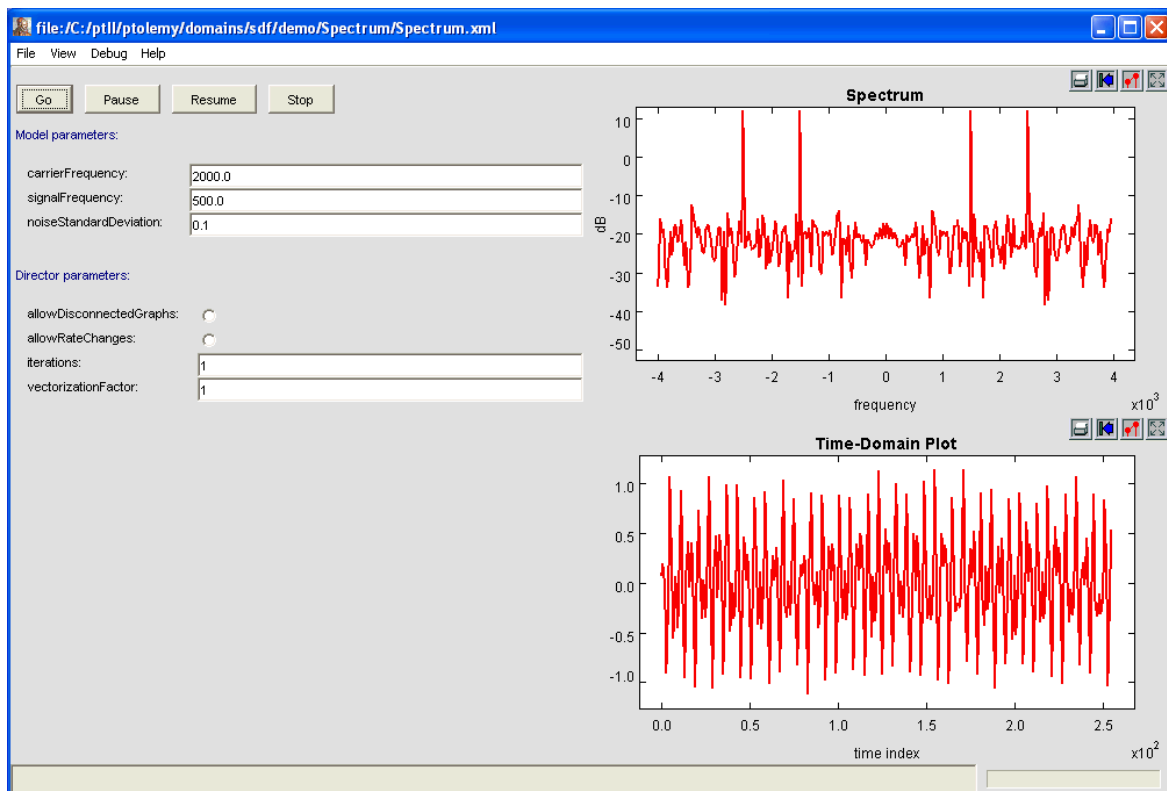 file:/C:/ptII/ptolemy/domains/sdf/demo/Spectrum/Spectrum.xml
File View Debug Help
Go Pause Resume Stop
Model parameters:
carrierFrequency: 2000.0
signalFrequency: 500.0
noiseStandardDeviation: 0.1
Director parameters:
allowDisconnectedGraphs:
allowRateChanges:
iterations: 1
vectorizationFactor: 1
Spectrum
10
0
-10
-20
-30
-40
-50
dB
-4 -3 -2 -1 0 1 2 3 4
frequency
x10^3
Time-Domain Plot
1.0
0.5
0.0
-0.5
-1.0
0.0 0.5 1.0 1.5 2.0 2.5
time index
x10^2